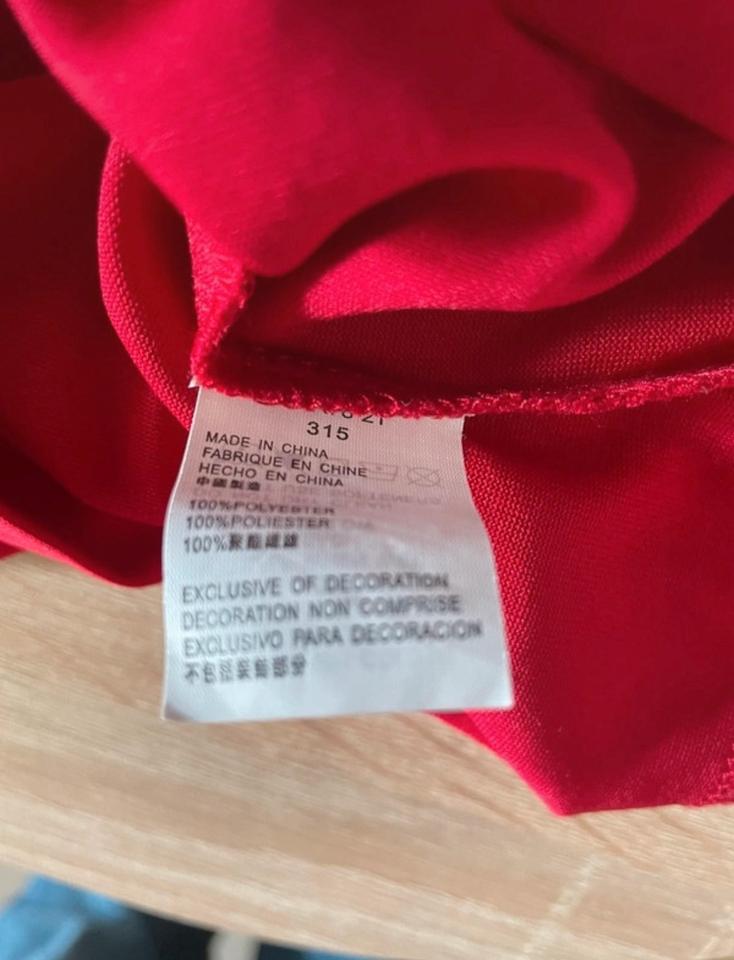 315
MADE IN CHINA
FABRIQUE EN CHINE
HECHO EN CHINA
中國製造
100%POLYESTER
100%POLIESTER
100%聚酯纖維
EXCLUSIVE OF DECORATION
DECORATION NON COMPRISE
EXCLUSIVO PARA DECORACION
不包括裝飾部分